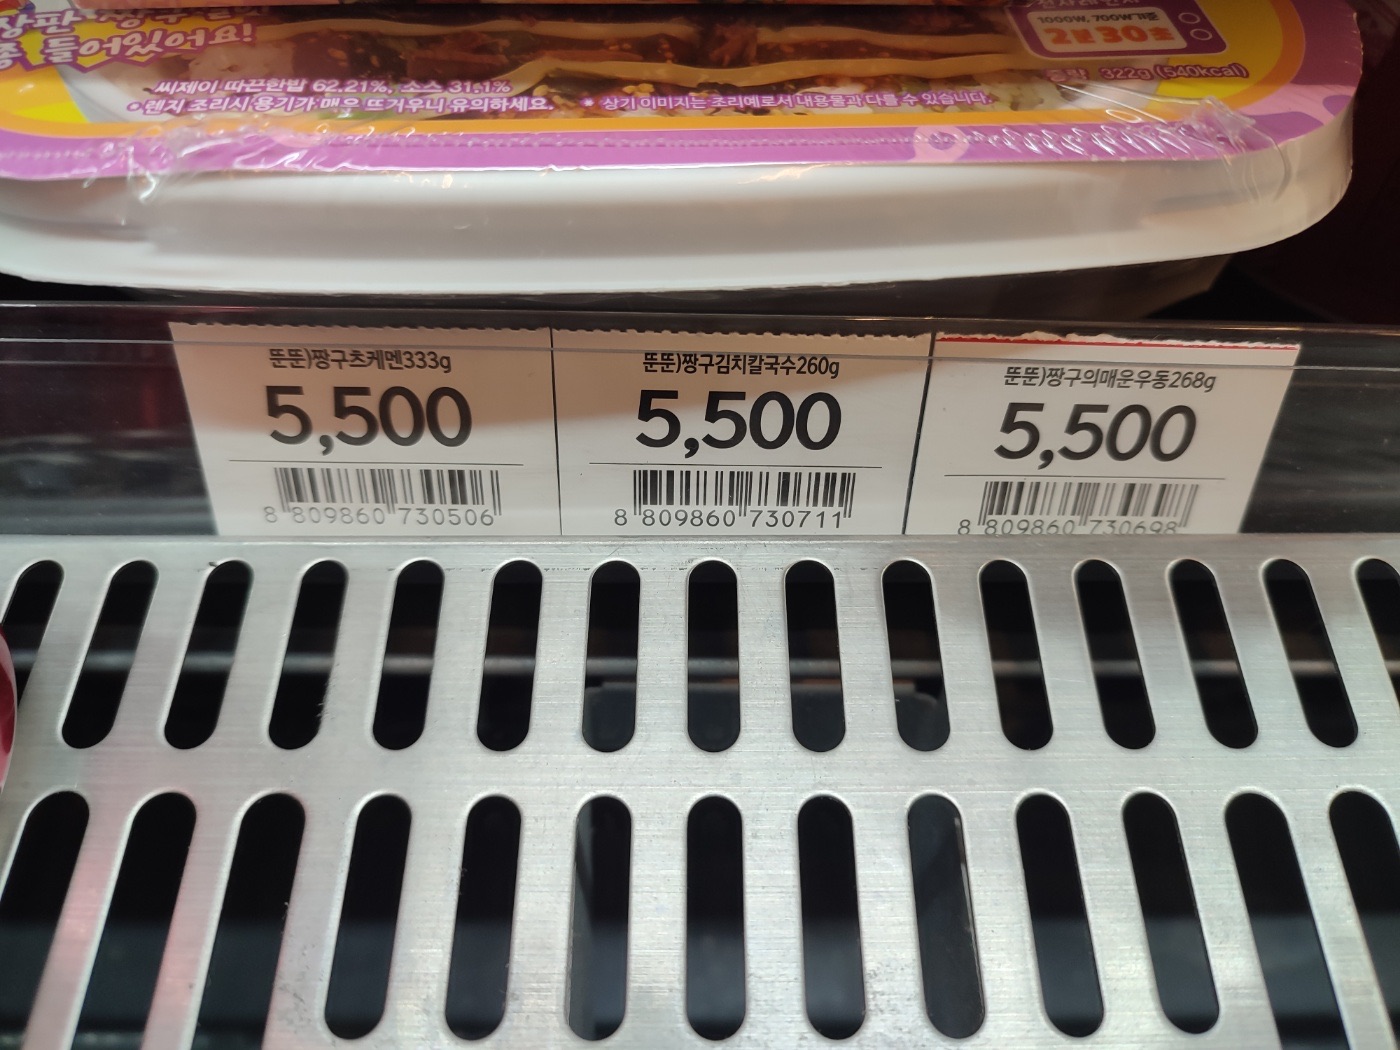 종 들어있어요!
1000W, 700W기준
2분30초
씨제이 따끈한밥 62.21%, 소스 31.1%
322g (540kcal)
• 렌지 조리시 용기가 매우 뜨거우니 유의하세요.
• 상기 이미지는 조리예로서 내용물과 다를 수 있습니다.
뚠뚠)짱구츠케멘333g
5,500
8 809860 730506
뚠뚠)짱구김치칼국수260g
5,500
8 809860 730711
뚠뚠)짱구의매운우동268g
5,500
8 809860 730698